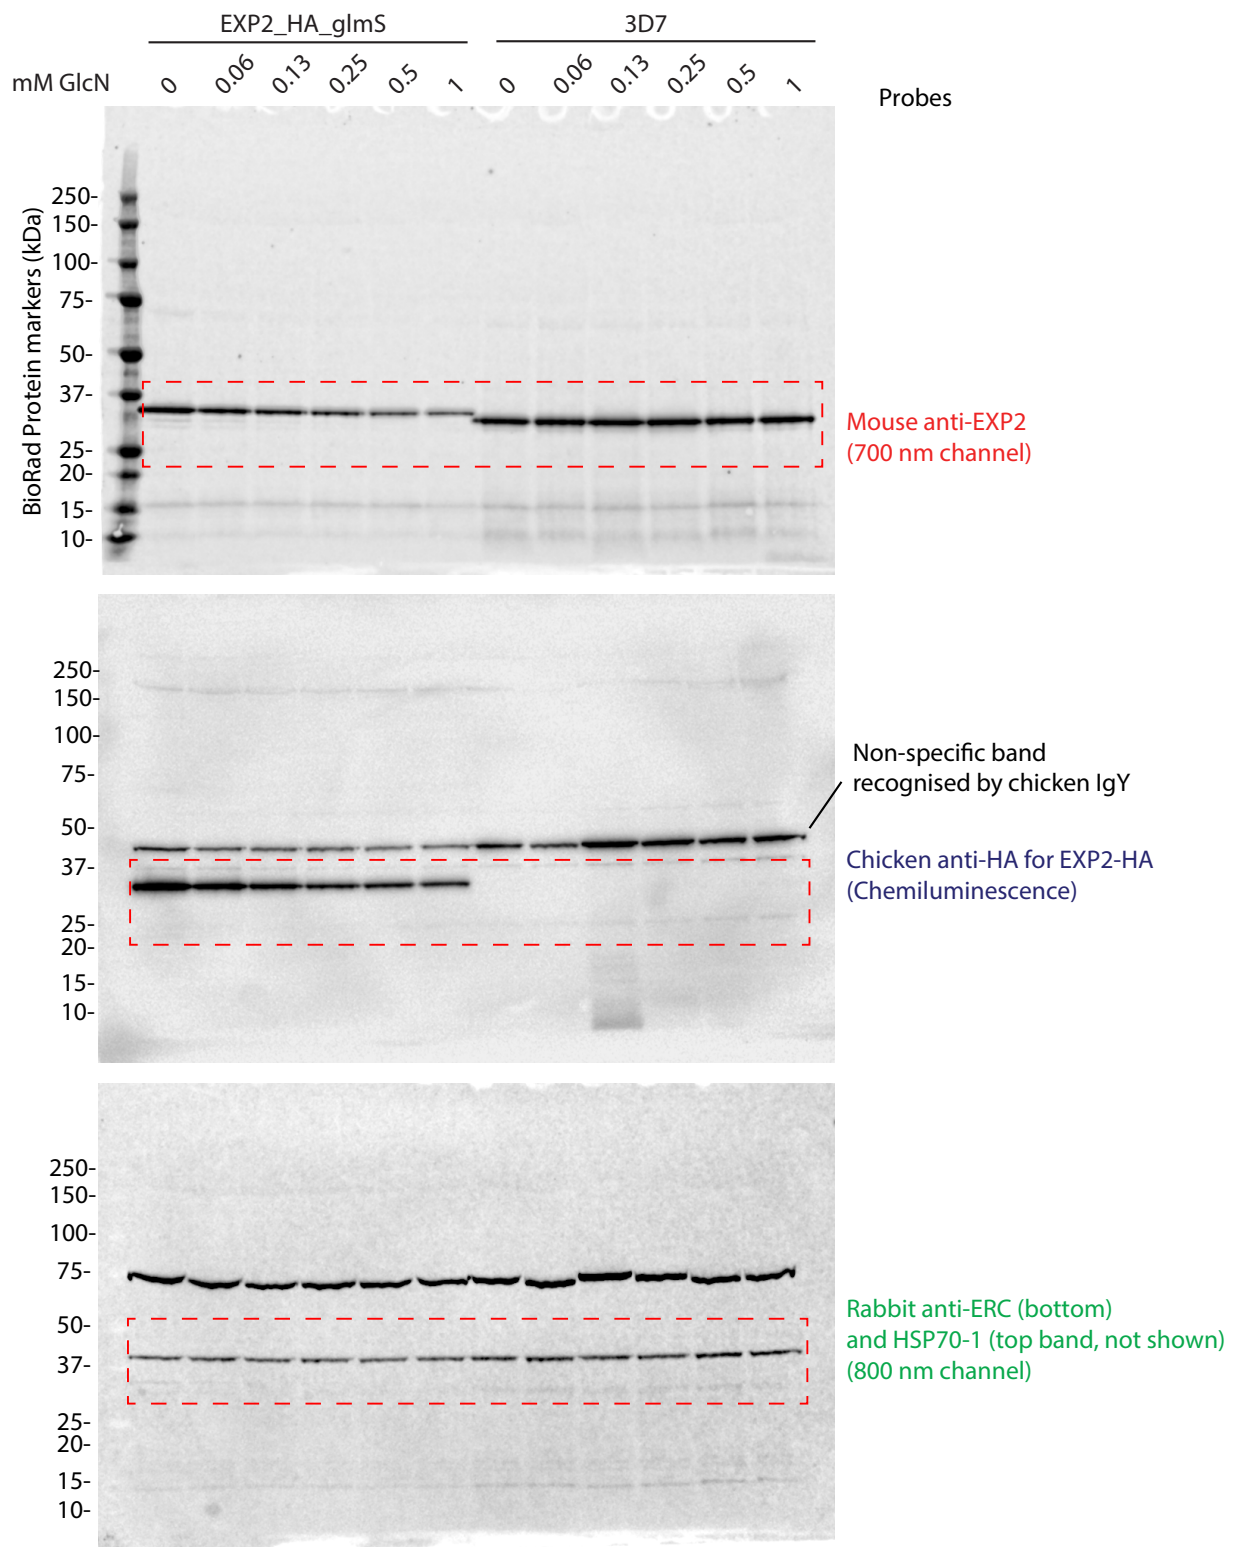 EXP2_HA_glmS 3D7
mM GlcN 0 0.06 0.13 0.25 0.5 1 0 0.06 0.13 0.25 0.5 1
Probes
BioRad Protein markers (kDa)
250-
150-
100-
75-
50-
37-
25-
20-
15-
10-
Mouse anti-EXP2
(700 nm channel)
250-
150-
100-
75-
50-
37-
25-
20-
15-
10-
Non-specific band
recognised by chicken IgY
Chicken anti-HA for EXP2-HA
(Chemiluminescence)
250-
150-
100-
75-
50-
37-
25-
20-
15-
10-
Rabbit anti-ERC (bottom)
and HSP70-1 (top band, not shown)
(800 nm channel)